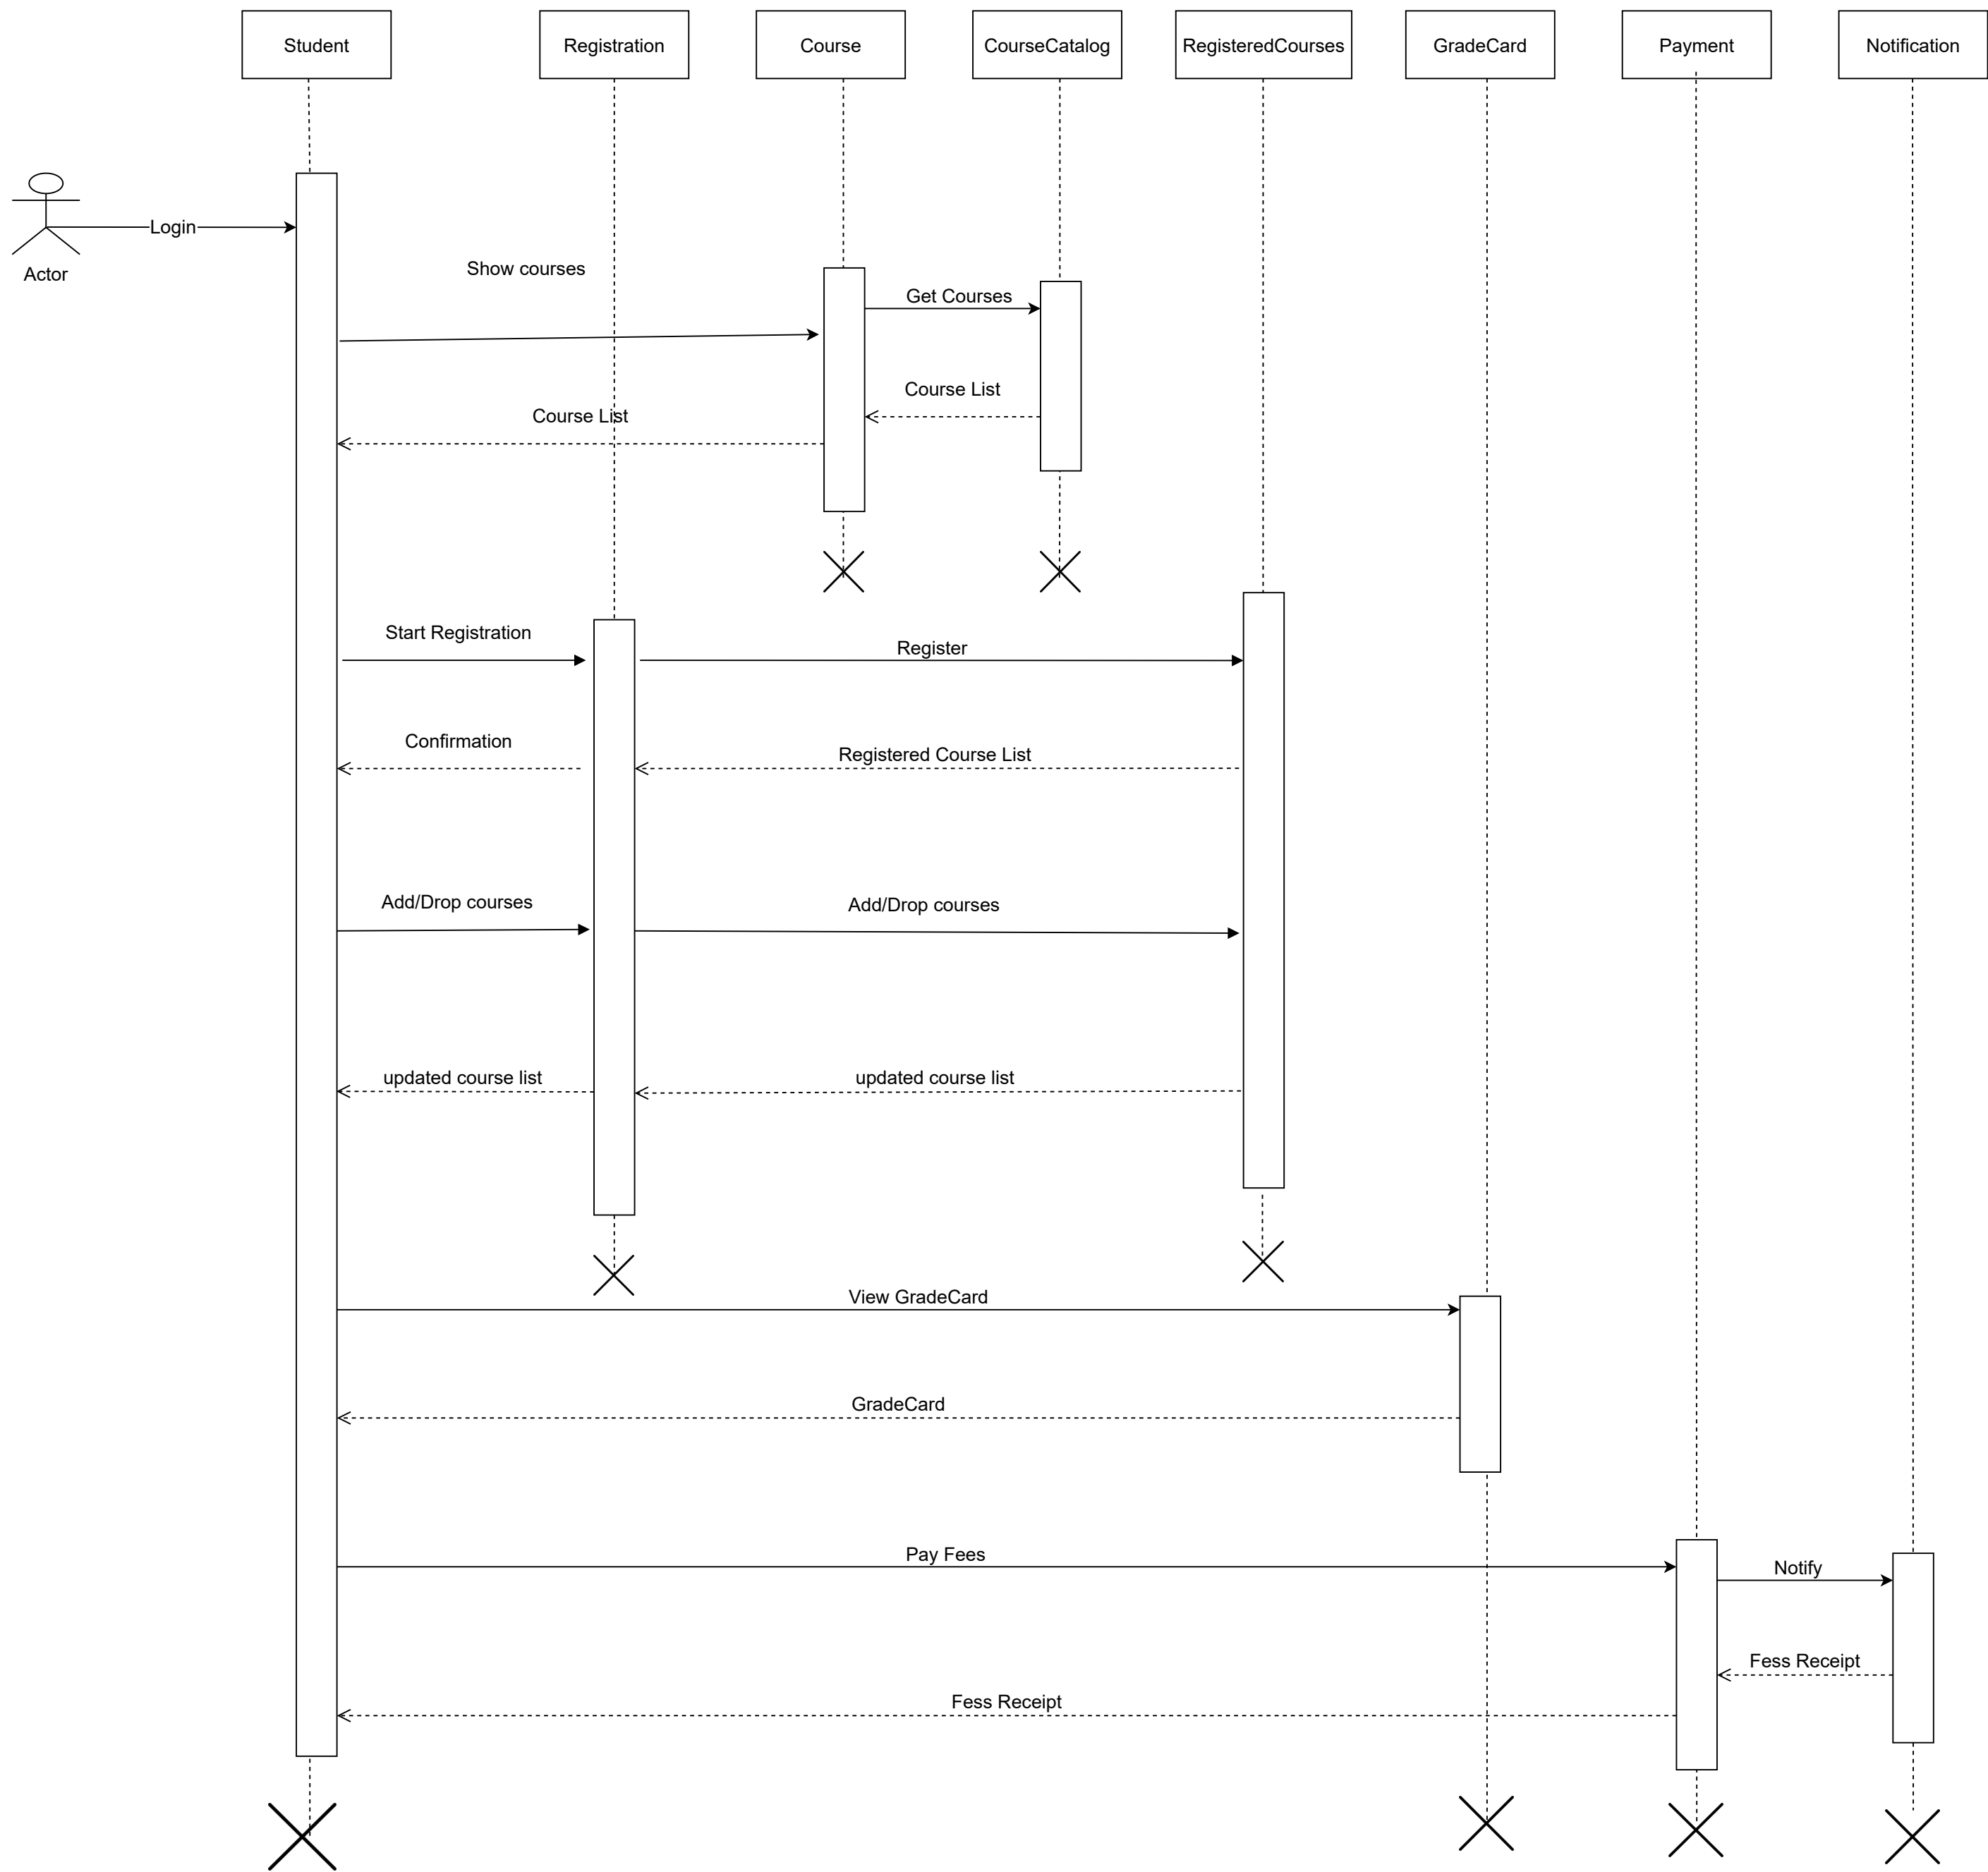 Student
Registration
Course
CourseCatalog
RegisteredCourses
GradeCard
Payment
Notification
Login
Actor
Show courses
Get Courses
Course List
Course List
Start Registration
Register
Confirmation
Registered Course List
Add/Drop courses
Add/Drop courses
updated course list
updated course list
View GradeCard
GradeCard
Pay Fees
Notify
Fess Receipt
Fess Receipt